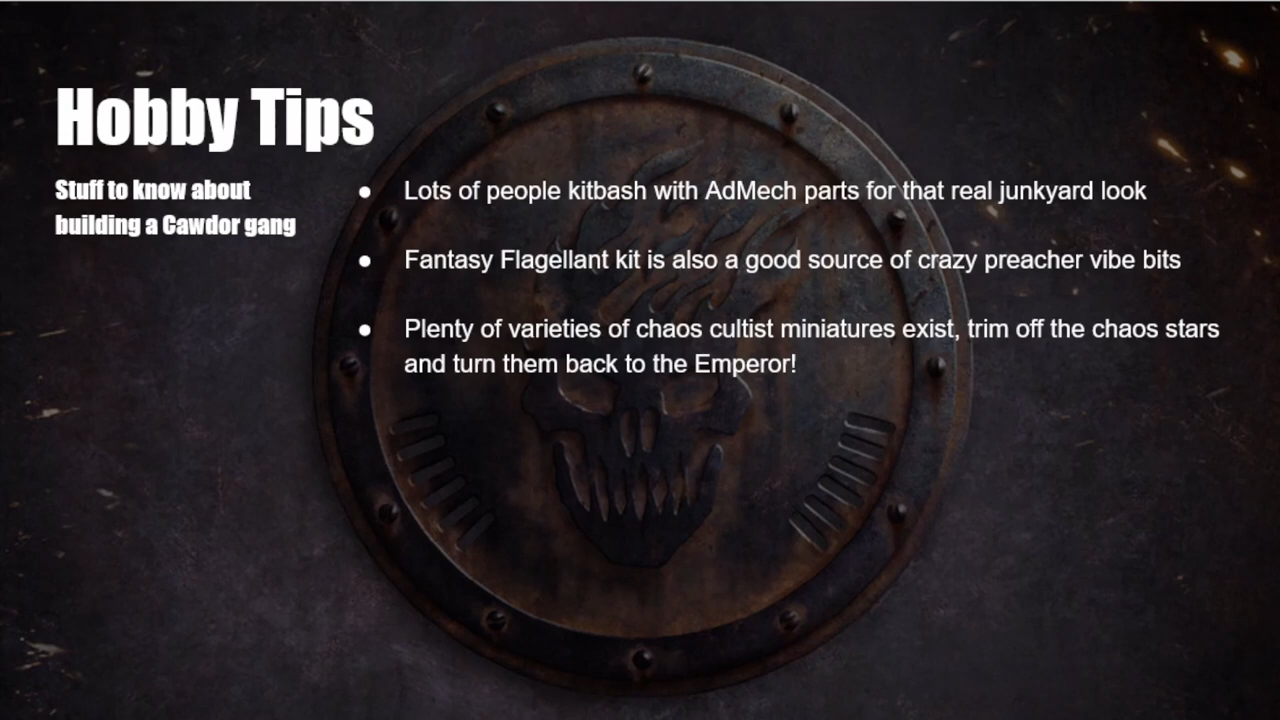 Hobby Tips
Stuff to know about
building a Cawdor gang
● Lots of people kitbash with AdMech parts for that real junkyard look
● Fantasy Flagellant kit is also a good source of crazy preacher vibe bits
● Plenty of varieties of chaos cultist miniatures exist, trim off the chaos stars
and turn them back to the Emperor!